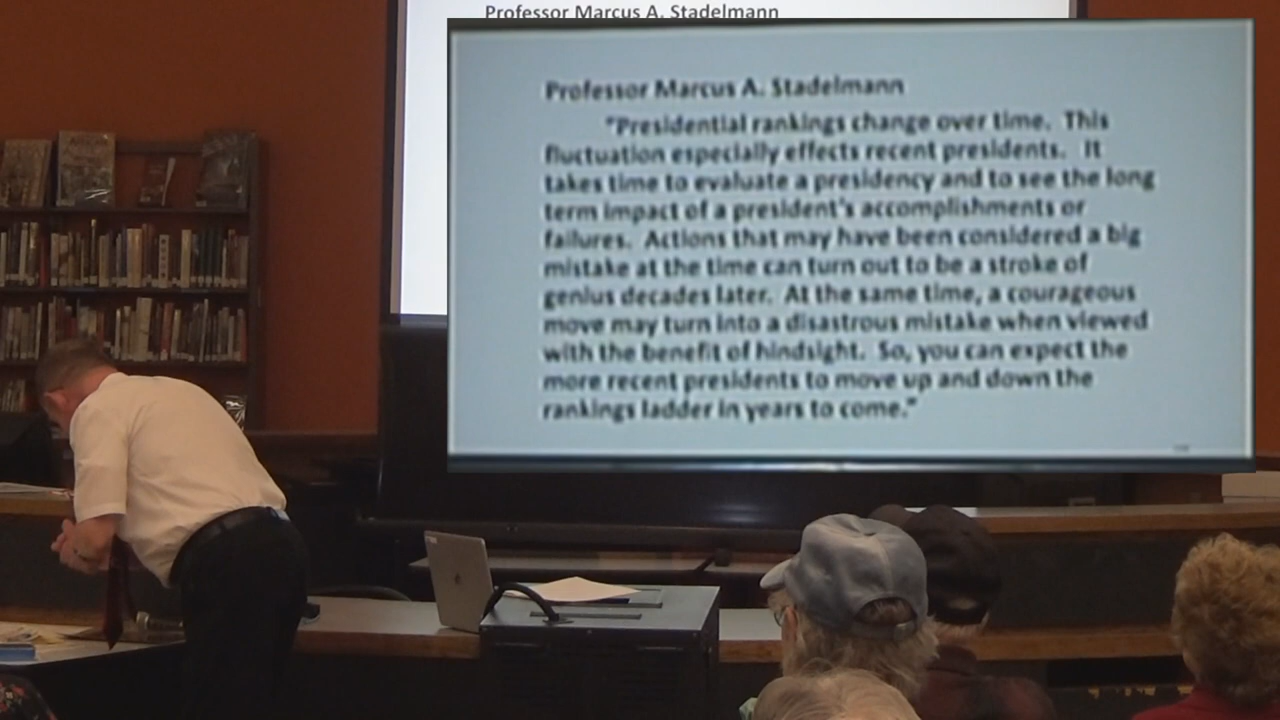 Professor Marcus A. Stadelmann
Professor Marcus A. Stadelmann
"Presidential rankings change over time. This
fluctuation especially effects recent presidents. It
takes time to evaluate a presidency and to see the long
term impact of a president's accomplishments or
failures. Actions that may have been considered a big
mistake at the time can turn out to be a stroke of
genius decades later. At the same time, a courageous
move may turn into a disastrous mistake when viewed
with the benefit of hindsight. So, you can expect the
more recent presidents to move up and down the
rankings ladder in years to come."